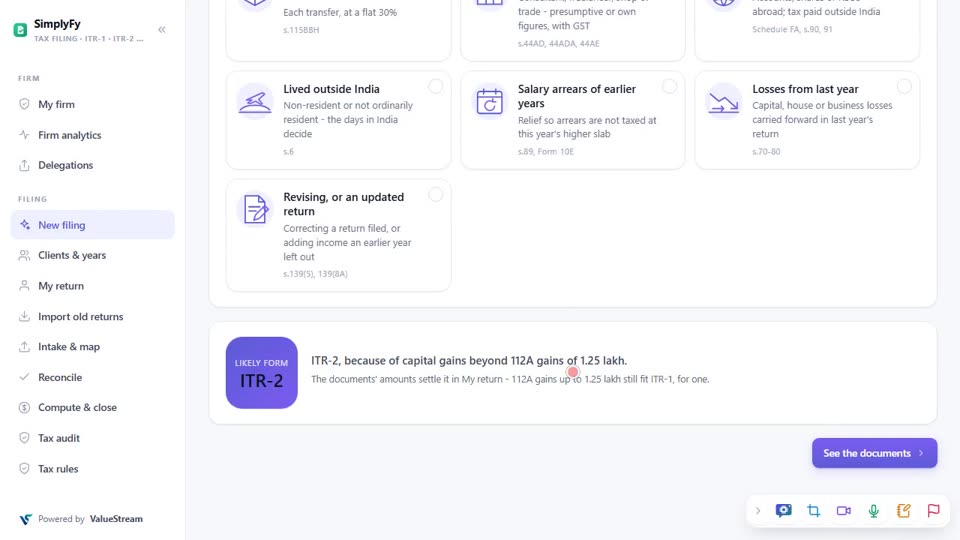 SimplyFy
TAX FILING · ITR-1 · ITR-2 ...
FIRM
My firm
Firm analytics
Delegations
FILING
New filing
Clients & years
My return
Import old returns
Intake & map
Reconcile
Compute & close
Tax audit
Tax rules
Powered by ValueStream
Each transfer, at a flat 30%
s.115BBH
trade - presumptive or own
figures, with GST
s.44AD, 44ADA, 44AE
abroad; tax paid outside India
Schedule FA, s.90, 91
Lived outside India
Non-resident or not ordinarily
resident - the days in India
decide
s.6
Salary arrears of earlier
years
Relief so arrears are not taxed at
this year's higher slab
s.89, Form 10E
Losses from last year
Capital, house or business losses
carried forward in last year's
return
s.70-80
Revising, or an updated
return
Correcting a return filed, or
adding income an earlier year
left out
s.139(5), 139(8A)
LIKELY FORM
ITR-2
ITR-2, because of capital gains beyond 112A gains of 1.25 lakh.
The documents' amounts settle it in My return - 112A gains up to 1.25 lakh still fit ITR-1, for one.
See the documents